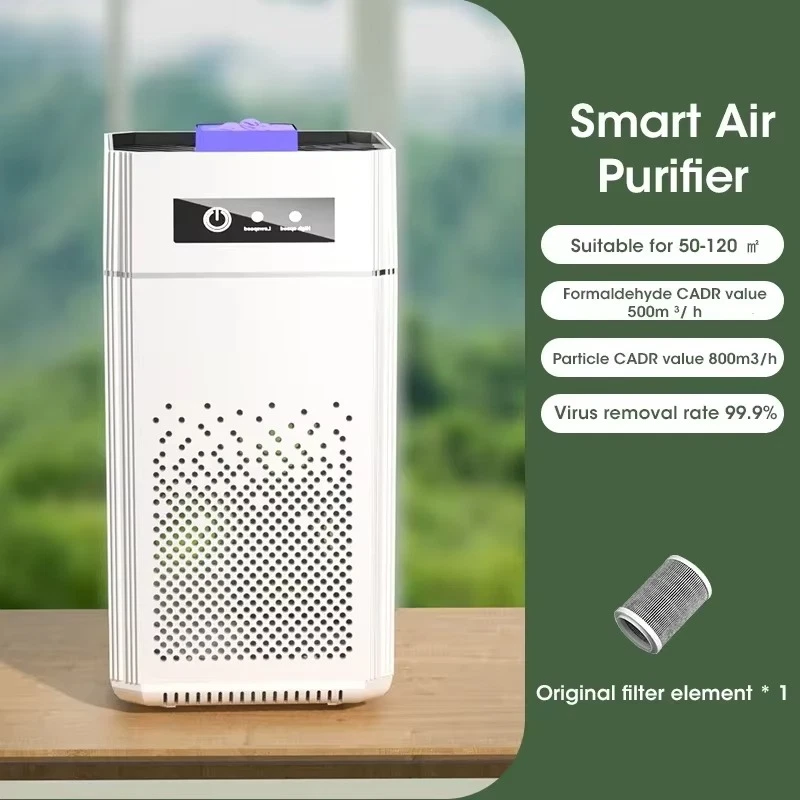 Smart Air
Purifier
Suitable for 50-120 ㎡
Formaldehyde CADR value
500m ³/ h
Particle CADR value 800m3/h
Virus removal rate 99.9%
Original filter element * 1